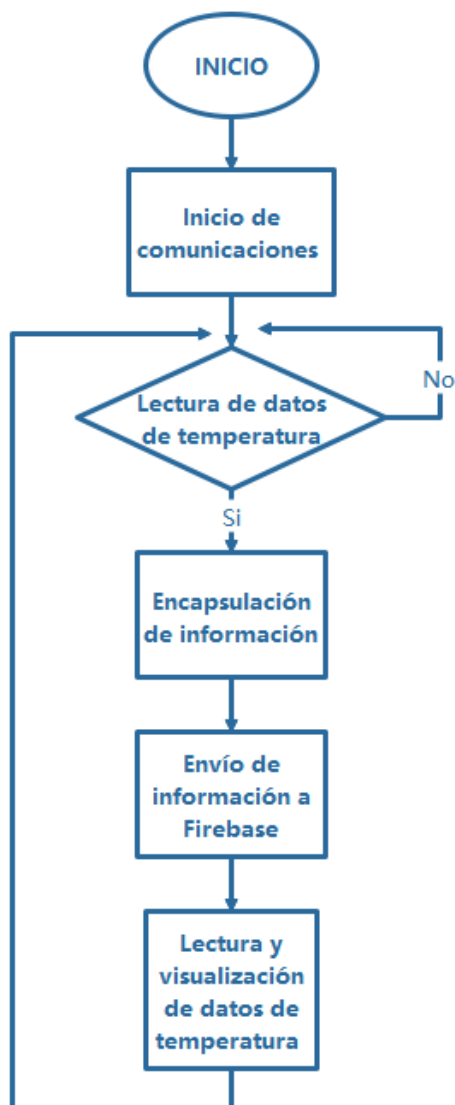 INICIO
Inicio de
comunicaciones
Lectura de datos
de temperatura
No
Si
Encapsulación
de información
Envío de
información a
Firebase
Lectura y
visualización
de datos de
temperatura